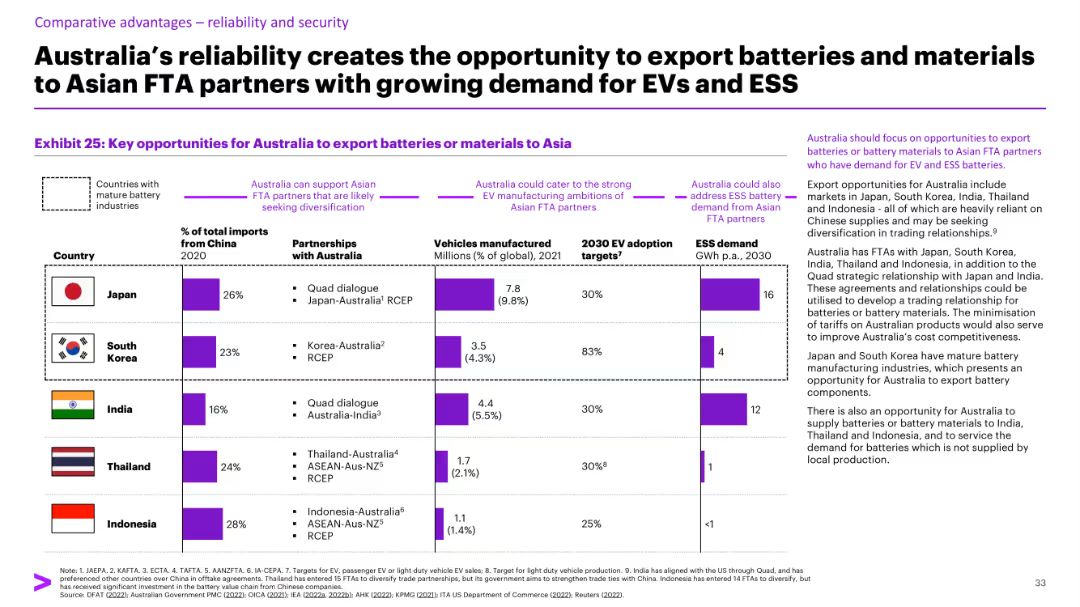 Comparative advantages – reliability and security
Australia's reliability creates the opportunity to export batteries and materials
to Asian FTA partners with growing demand for EVs and ESS
Exhibit 25: Key opportunities for Australia to export batteries or materials to Asia
Countries with
mature battery
industries
Australia can support Asian
FTA partners that are likely
seeking diversification
Australia could cater to the strong
EV manufacturing ambitions of
Asian FTA partners
Australia could also
address ESS battery
demand from Asian
FTA partners
Country
% of total imports
from China
2020
Partnerships
with Australia
Vehicles manufactured
Millions (% of global), 2021
2030 EV adoption
targets⁷
ESS demand
GWh p.a., 2030
Japan
26%
▪ Quad dialogue
▪ Japan-Australia¹ RCEP
7.8
(9.8%)
30%
16
South
Korea
23%
▪ Korea-Australia²
▪ RCEP
3.5
(4.3%)
83%
4
India
16%
▪ Quad dialogue
▪ Australia-India³
4.4
(5.5%)
30%
12
Thailand
24%
▪ Thailand-Australia⁴
▪ ASEAN-Aus-NZ⁵
▪ RCEP
1.7
(2.1%)
30%⁸
1
Indonesia
28%
▪ Indonesia-Australia⁶
▪ ASEAN-Aus-NZ⁵
▪ RCEP
1.1
(1.4%)
25%
<1
Australia should focus on opportunities to export
batteries or battery materials to Asian FTA partners
who have demand for EV and ESS batteries.
Export opportunities for Australia include
markets in Japan, South Korea, India, Thailand
and Indonesia - all of which are heavily reliant on
Chinese supplies and may be seeking
diversification in trading relationships.⁹
Australia has FTAs with Japan, South Korea,
India, Thailand and Indonesia, in addition to the
Quad strategic relationship with Japan and India.
These agreements and relationships could be
utilised to develop a trading relationship for
batteries or battery materials. The minimisation
of tariffs on Australian products would also serve
to improve Australia's cost competitiveness.
Japan and South Korea have mature battery
manufacturing industries, which presents an
opportunity for Australia to export battery
components.
There is also an opportunity for Australia to
supply batteries or battery materials to India,
Thailand and Indonesia, and to service the
demand for batteries which is not supplied by
local production.
Note: 1. JAEPA, 2. KAFTA. 3. ECTA. 4. TAFTA. 5. AANZFTA. 6. IA-CEPA. 7. Targets for EV, passenger EV or light duty vehicle EV sales; 8. Target for light duty vehicle production. 9. India has aligned with the US through Quad, and has
preferenced other countries over China in offtake agreements. Thailand has entered 15 FTAs to diversify trade partnerships, but its government aims to strengthen trade ties with China. Indonesia has entered 14 FTAs to diversify, but
has received significant investment in the battery value chain from Chinese companies.
Source: DFAT (2022); Australian Government PMC (2022); OICA (2021); IEA (2022a, 2022b); AHK (2022); KPMG (2021); ITA US Department of Commerce (2022); Reuters (2022).
33